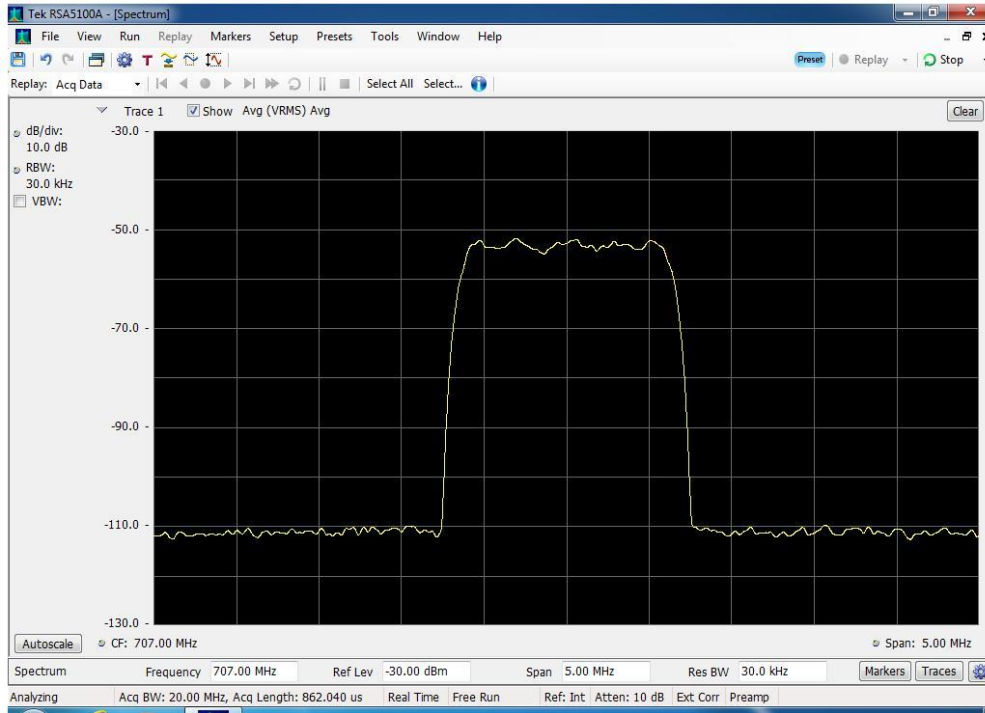 Tek RSA5100A - [Spectrum]
File View Run Replay Markers Setup Presets Tools Window Help
T Preset Replay Stop
Replay: Acq Data Select All Select...
Trace 1 Show Avg (VRMS) Avg Clear
dB/div:
10.0 dB
RBW:
30.0 kHz
VBW:
-30.0
-50.0
-70.0
-90.0
-110.0
-130.0
Autoscale CF: 707.00 MHz Span: 5.00 MHz
Spectrum Frequency 707.00 MHz Ref Lev -30.00 dBm Span 5.00 MHz Res BW 30.0 kHz Markers Traces
Analyzing Acq BW: 20.00 MHz, Acq Length: 862.040 us Real Time Free Run Ref: Int Atten: 10 dB Ext Corr Preamp